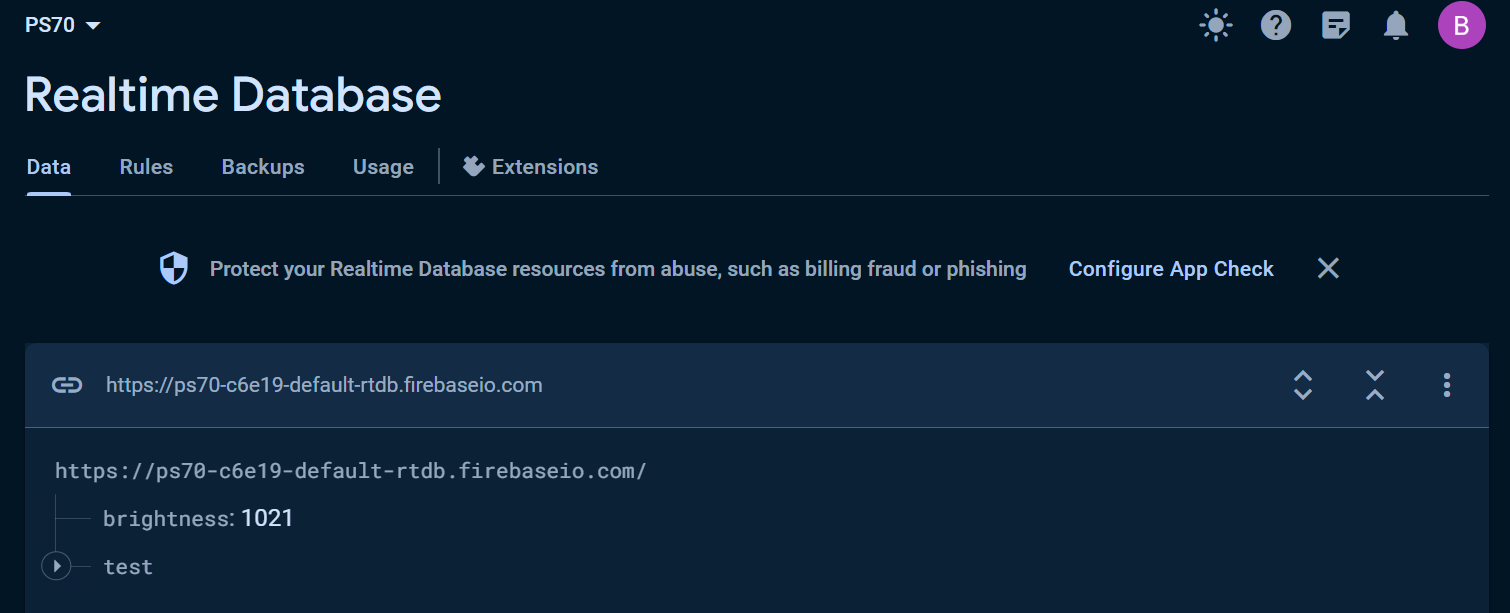 PS70
B
Realtime Database
Data Rules Backups Usage Extensions
Protect your Realtime Database resources from abuse, such as billing fraud or phishing Configure App Check
https://ps70-c6e19-default-rtdb.firebaseio.com
https://ps70-c6e19-default-rtdb.firebaseio.com/
brightness: 1021
test